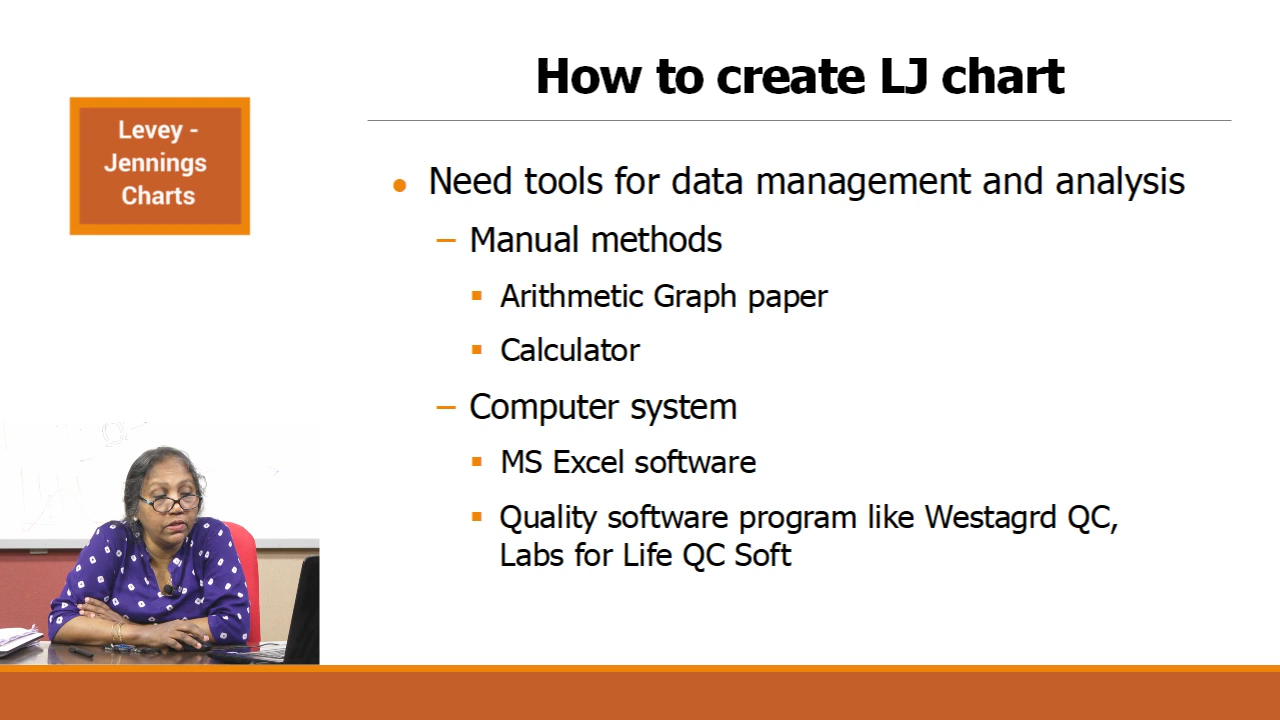 How to create LJ chart
Levey -
Jennings
Charts
• Need tools for data management and analysis
– Manual methods
▪ Arithmetic Graph paper
▪ Calculator
– Computer system
▪ MS Excel software
▪ Quality software program like Westagrd QC,
Labs for Life QC Soft